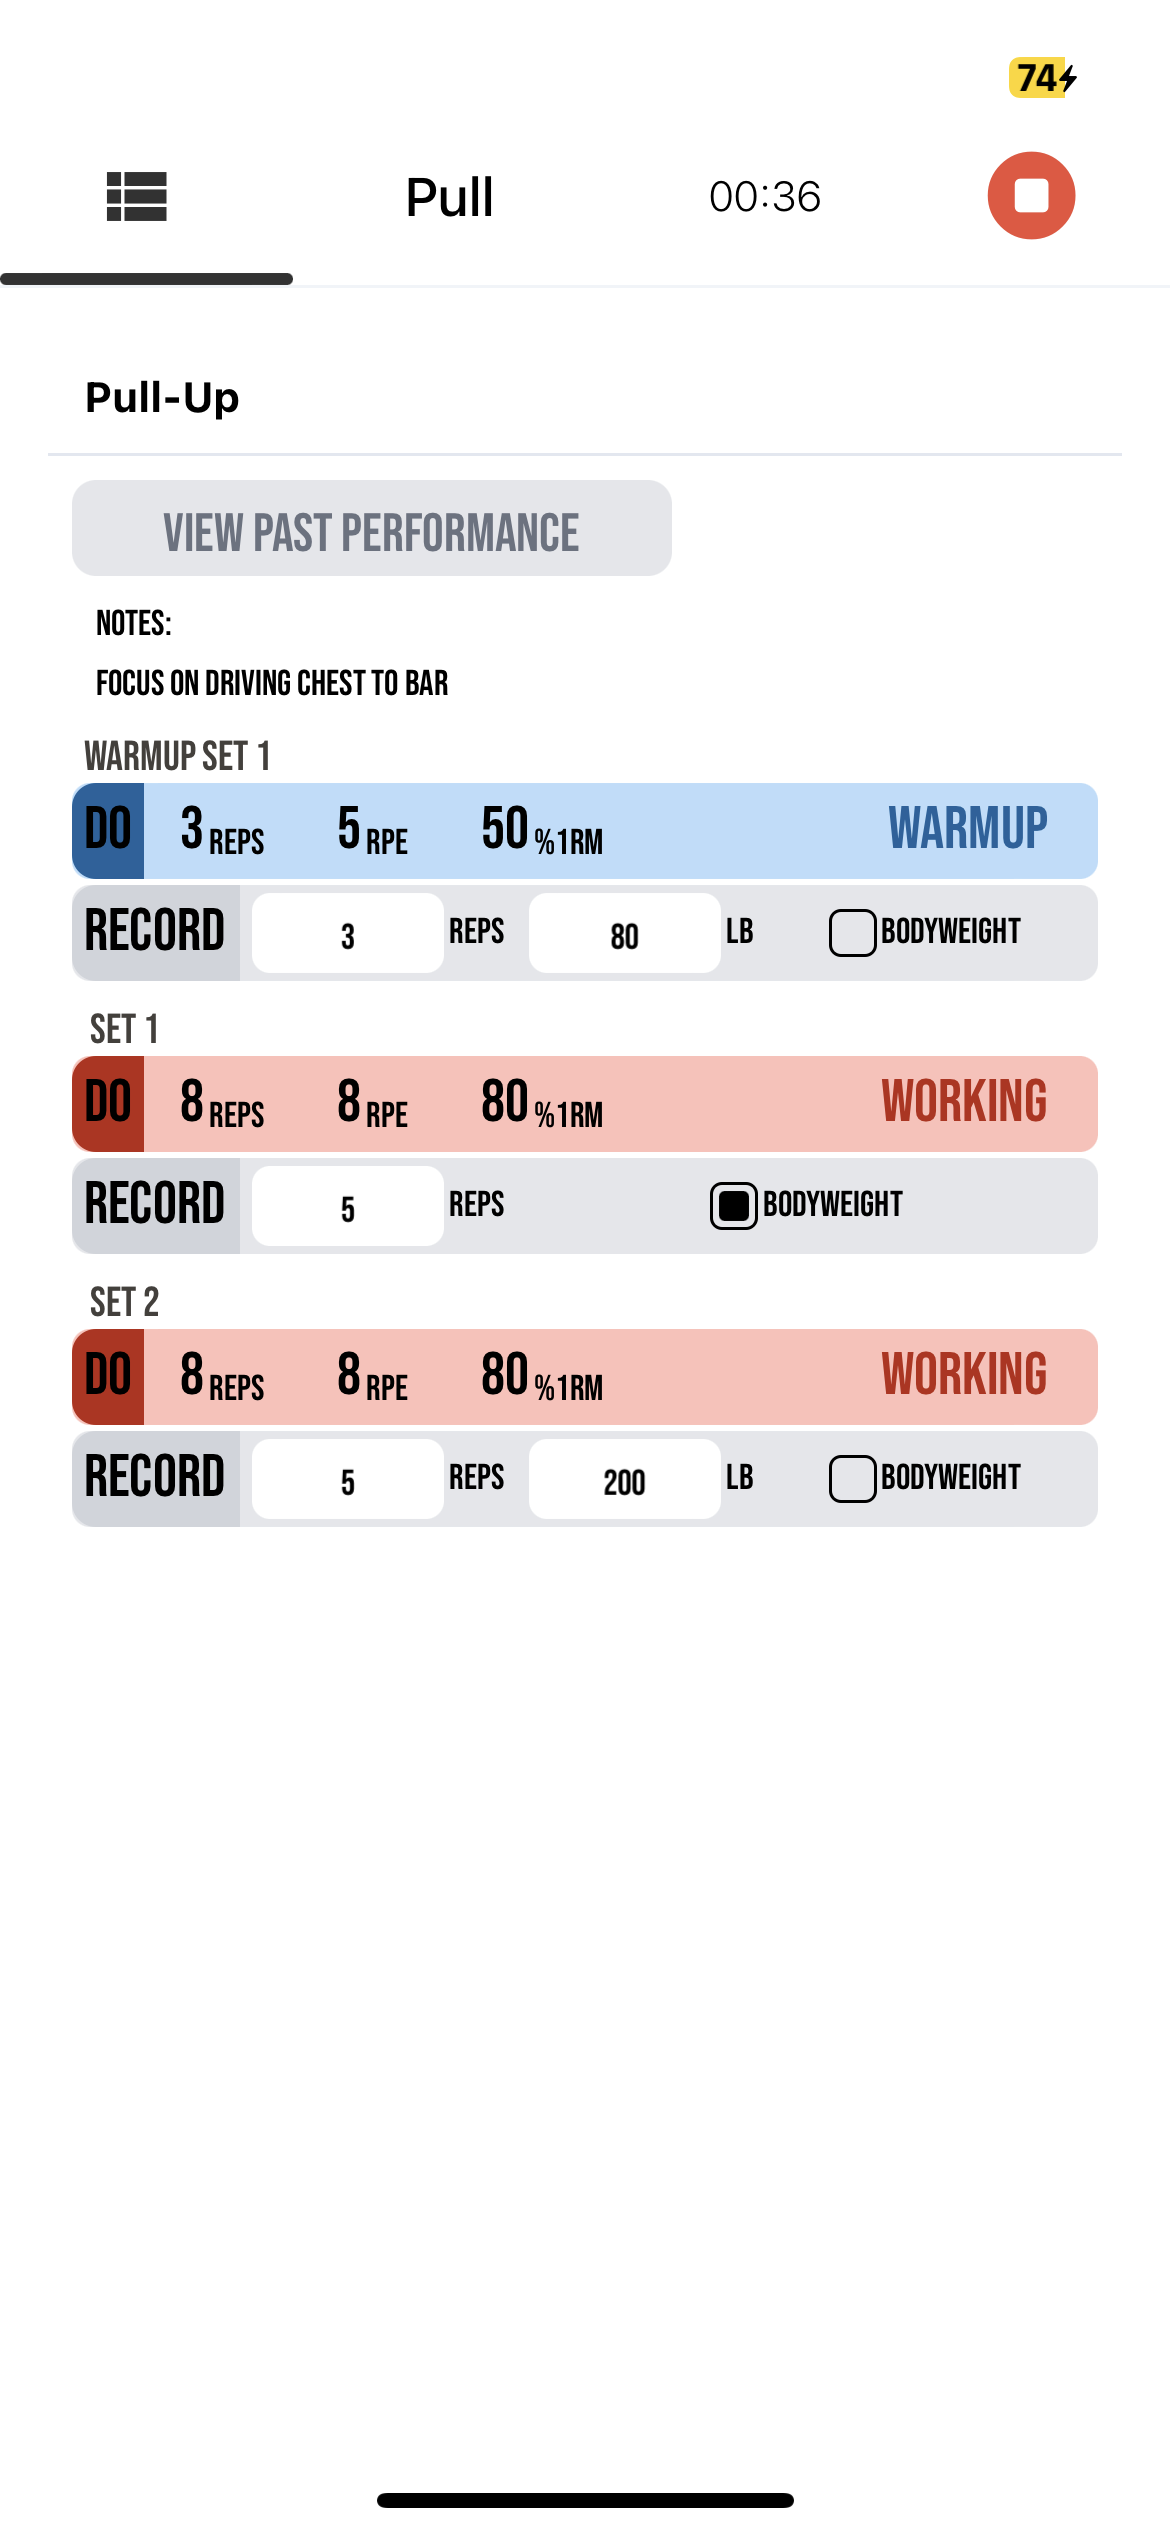 74
Pull 00:36
Pull-Up
VIEW PAST PERFORMANCE
NOTES:
FOCUS ON DRIVING CHEST TO BAR
WARMUP SET 1
DO 3 REPS 5 RPE 50 %1RM WARMUP
RECORD 3 REPS 80 LB BODYWEIGHT
SET 1
DO 8 REPS 8 RPE 80 %1RM WORKING
RECORD 5 REPS BODYWEIGHT
SET 2
DO 8 REPS 8 RPE 80 %1RM WORKING
RECORD 5 REPS 200 LB BODYWEIGHT